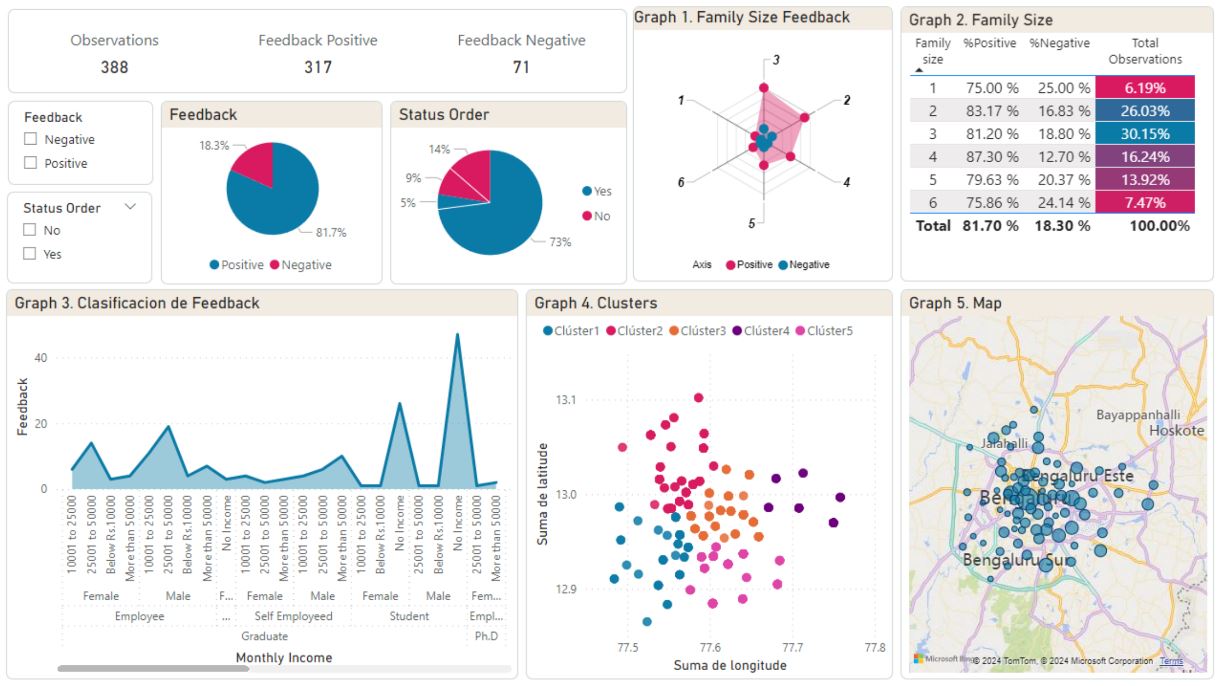 Observations
388
Feedback Positive
317
Feedback Negative
71
Feedback
Negative
Positive
Status Order
No
Yes
Feedback
18.3%
81.7%
Positive Negative
Status Order
14%
9%
5%
73%
Yes
No
Graph 1. Family Size Feedback
3
1
2
6
4
5
Axis Positive Negative
Graph 2. Family Size
Family size %Positive %Negative Total Observations
1 75.00 % 25.00 % 6.19%
2 83.17 % 16.83 % 26.03%
3 81.20 % 18.80 % 30.15%
4 87.30 % 12.70 % 16.24%
5 79.63 % 20.37 % 13.92%
6 75.86 % 24.14 % 7.47%
Total 81.70 % 18.30 % 100.00%
Graph 3. Clasificacion de Feedback
Feedback
40
20
0
10001 to 25000
25001 to 50000
Below Rs.10000
More than 50000
10001 to 25000
25001 to 50000
Below Rs.10000
More than 50000
No Income
10001 to 25000
25001 to 50000
Below Rs.10000
More than 50000
25001 to 50000
More than 50000
10001 to 25000
Below Rs.10000
No Income
10001 to 25000
Below Rs.10000
No Income
25001 to 50000
More than 50000
Female Male F... Female Male Female Male Fem...
Employee ... Self Employeed Student Empl...
Graduate Ph.D
Monthly Income
Graph 4. Clusters
Clúster1 Clúster2 Clúster3 Clúster4 Clúster5
Suma de latitude
13.1
13.0
12.9
77.5 77.6 77.7 77.8
Suma de longitude
Graph 5. Map
Bayappanhalli
Hoskote
Jalahalli
Bengaluru Este
Bengaluru
Bengaluru Sur
Microsoft Bing
© 2024 TomTom, © 2024 Microsoft Corporation Terms